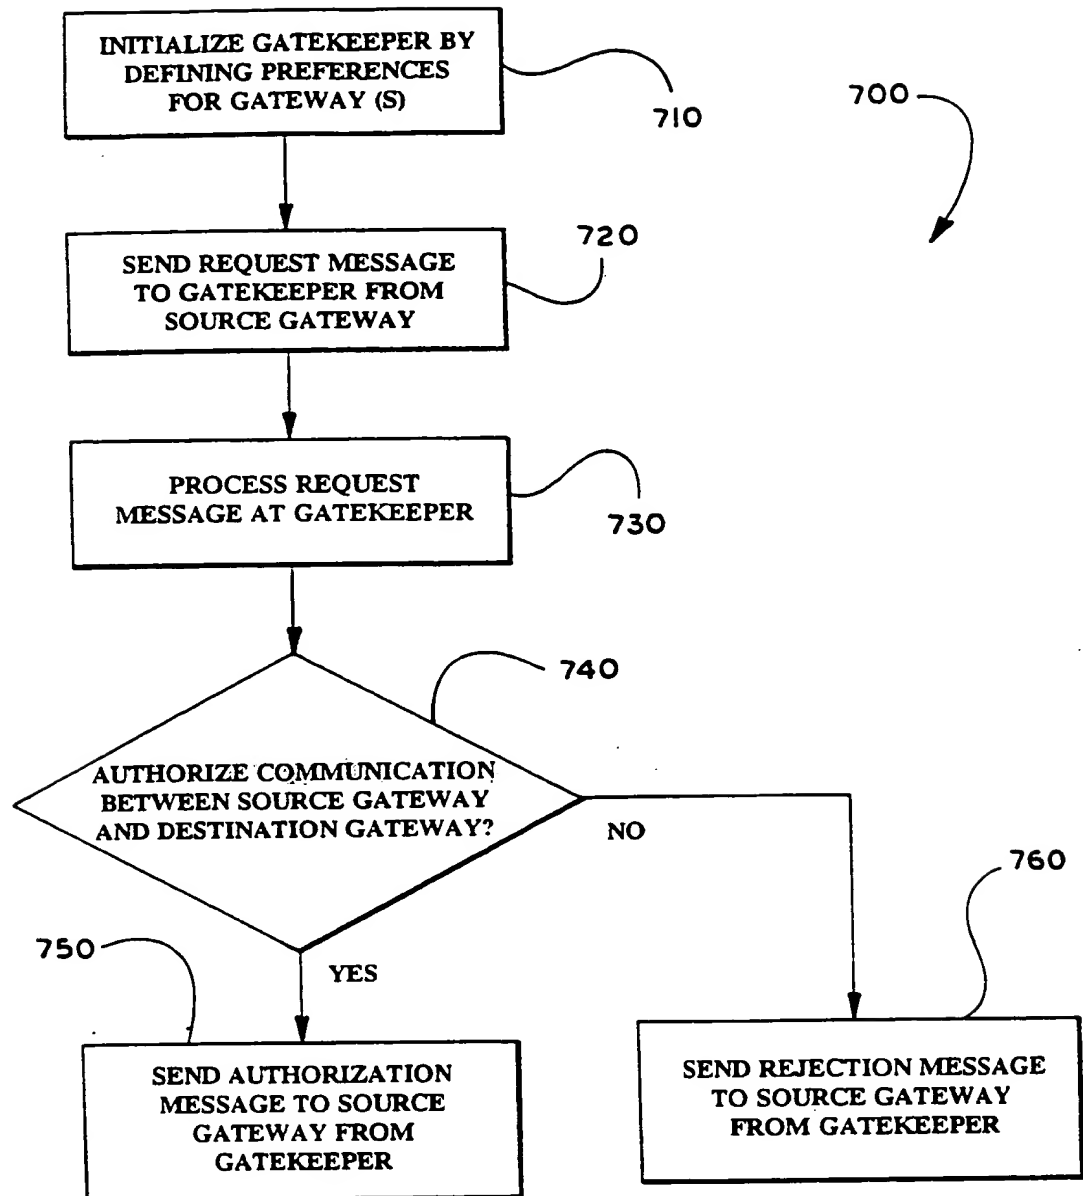 INITIALIZE GATEKEEPER BY
DEFINING PREFERENCES
FOR GATEWAY (S)
710
700
720
SEND REQUEST MESSAGE
TO GATEKEEPER FROM
SOURCE GATEWAY
PROCESS REQUEST
MESSAGE AT GATEKEEPER
730
740
AUTHORIZE COMMUNICATION
BETWEEN SOURCE GATEWAY
AND DESTINATION GATEWAY?
NO
760
750
YES
SEND AUTHORIZATION
MESSAGE TO SOURCE
GATEWAY FROM
GATEKEEPER
SEND REJECTION MESSAGE
TO SOURCE GATEWAY
FROM GATEKEEPER